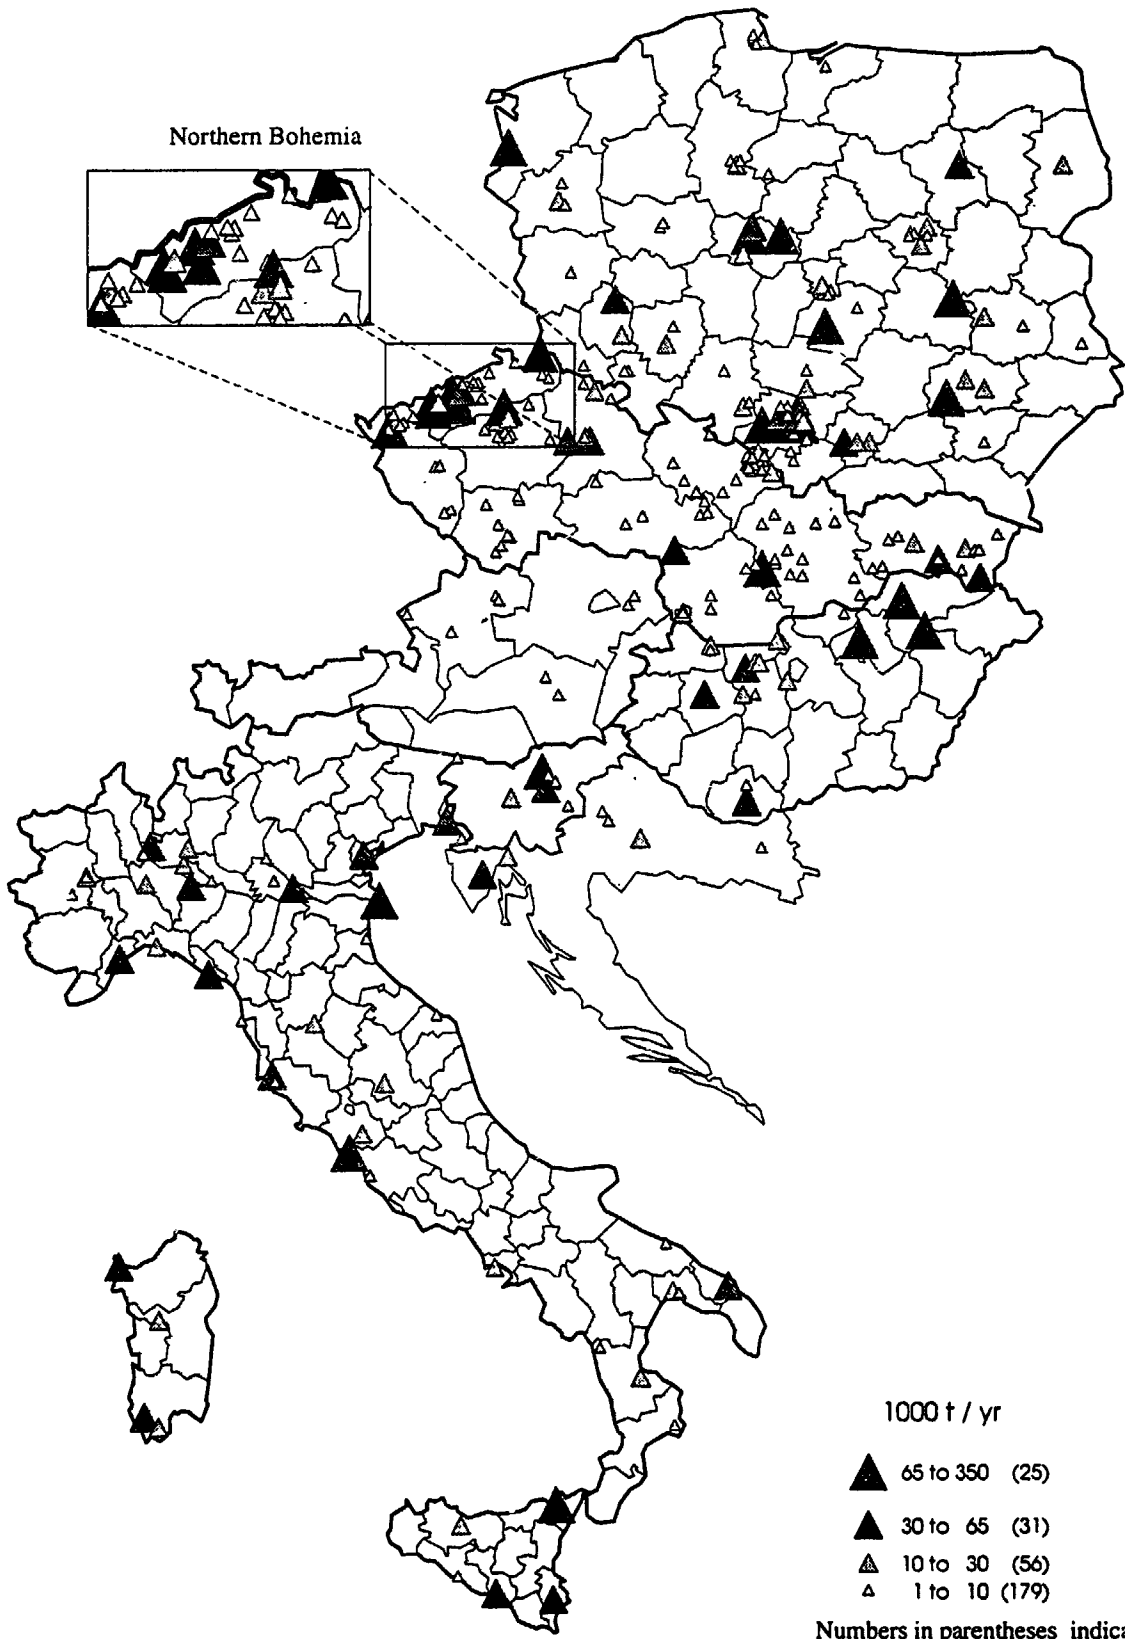 Northern Bohemia
1000 t / yr
65 to 350 (25)
30 to 65 (31)
10 to 30 (56)
1 to 10 (179)
Numbers in parentheses